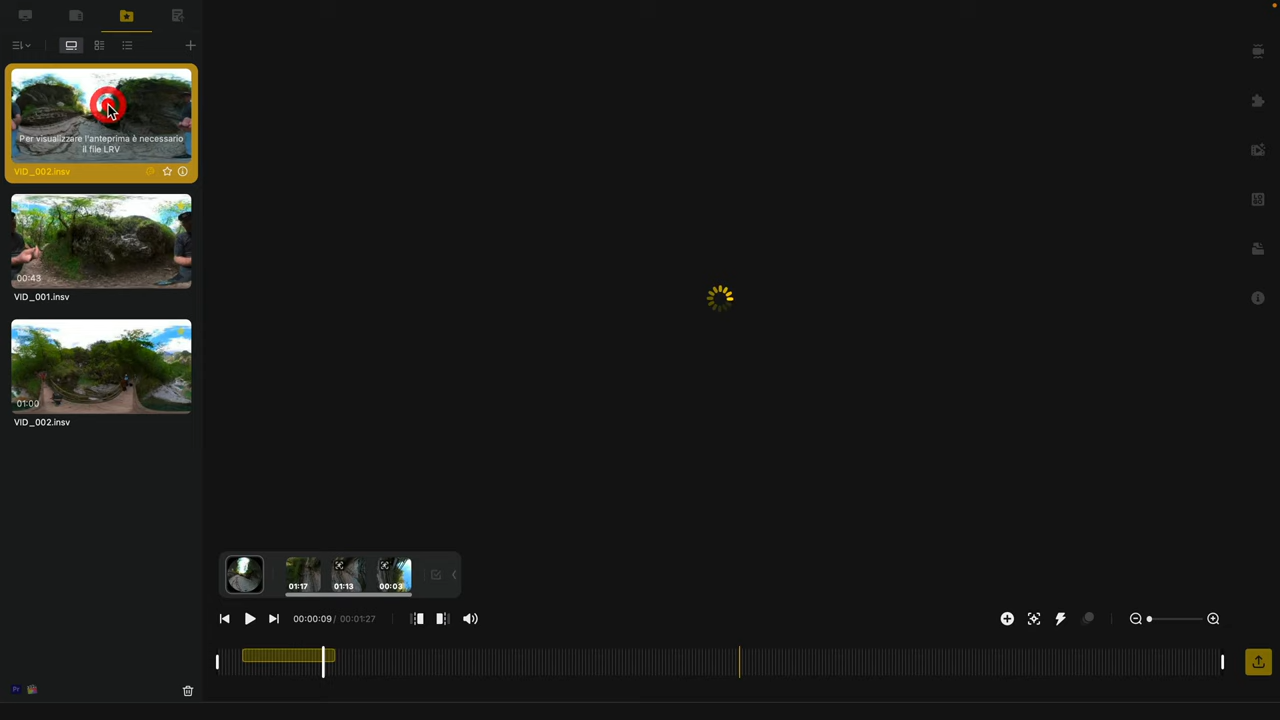 Per visualizzare l'anteprima è necessario
il file LRV
VID_002.insv
00:43
VID_001.insv
01:00
VID_002.insv
01:17
01:13
00:03
00:00:09 / 00:01:27
Pr